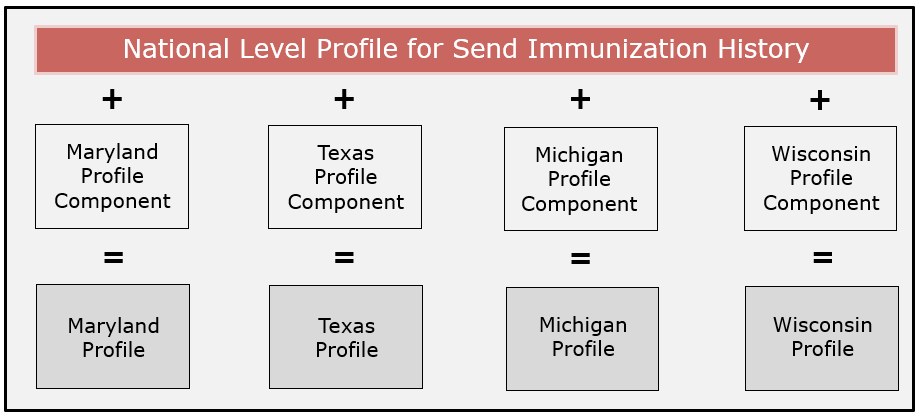 National Level Profile for Send Immunization History
+ + + +
Maryland
Profile
Component
Texas
Profile
Component
Michigan
Profile
Component
Wisconsin
Profile
Component
= = = =
Maryland
Profile
Texas
Profile
Michigan
Profile
Wisconsin
Profile